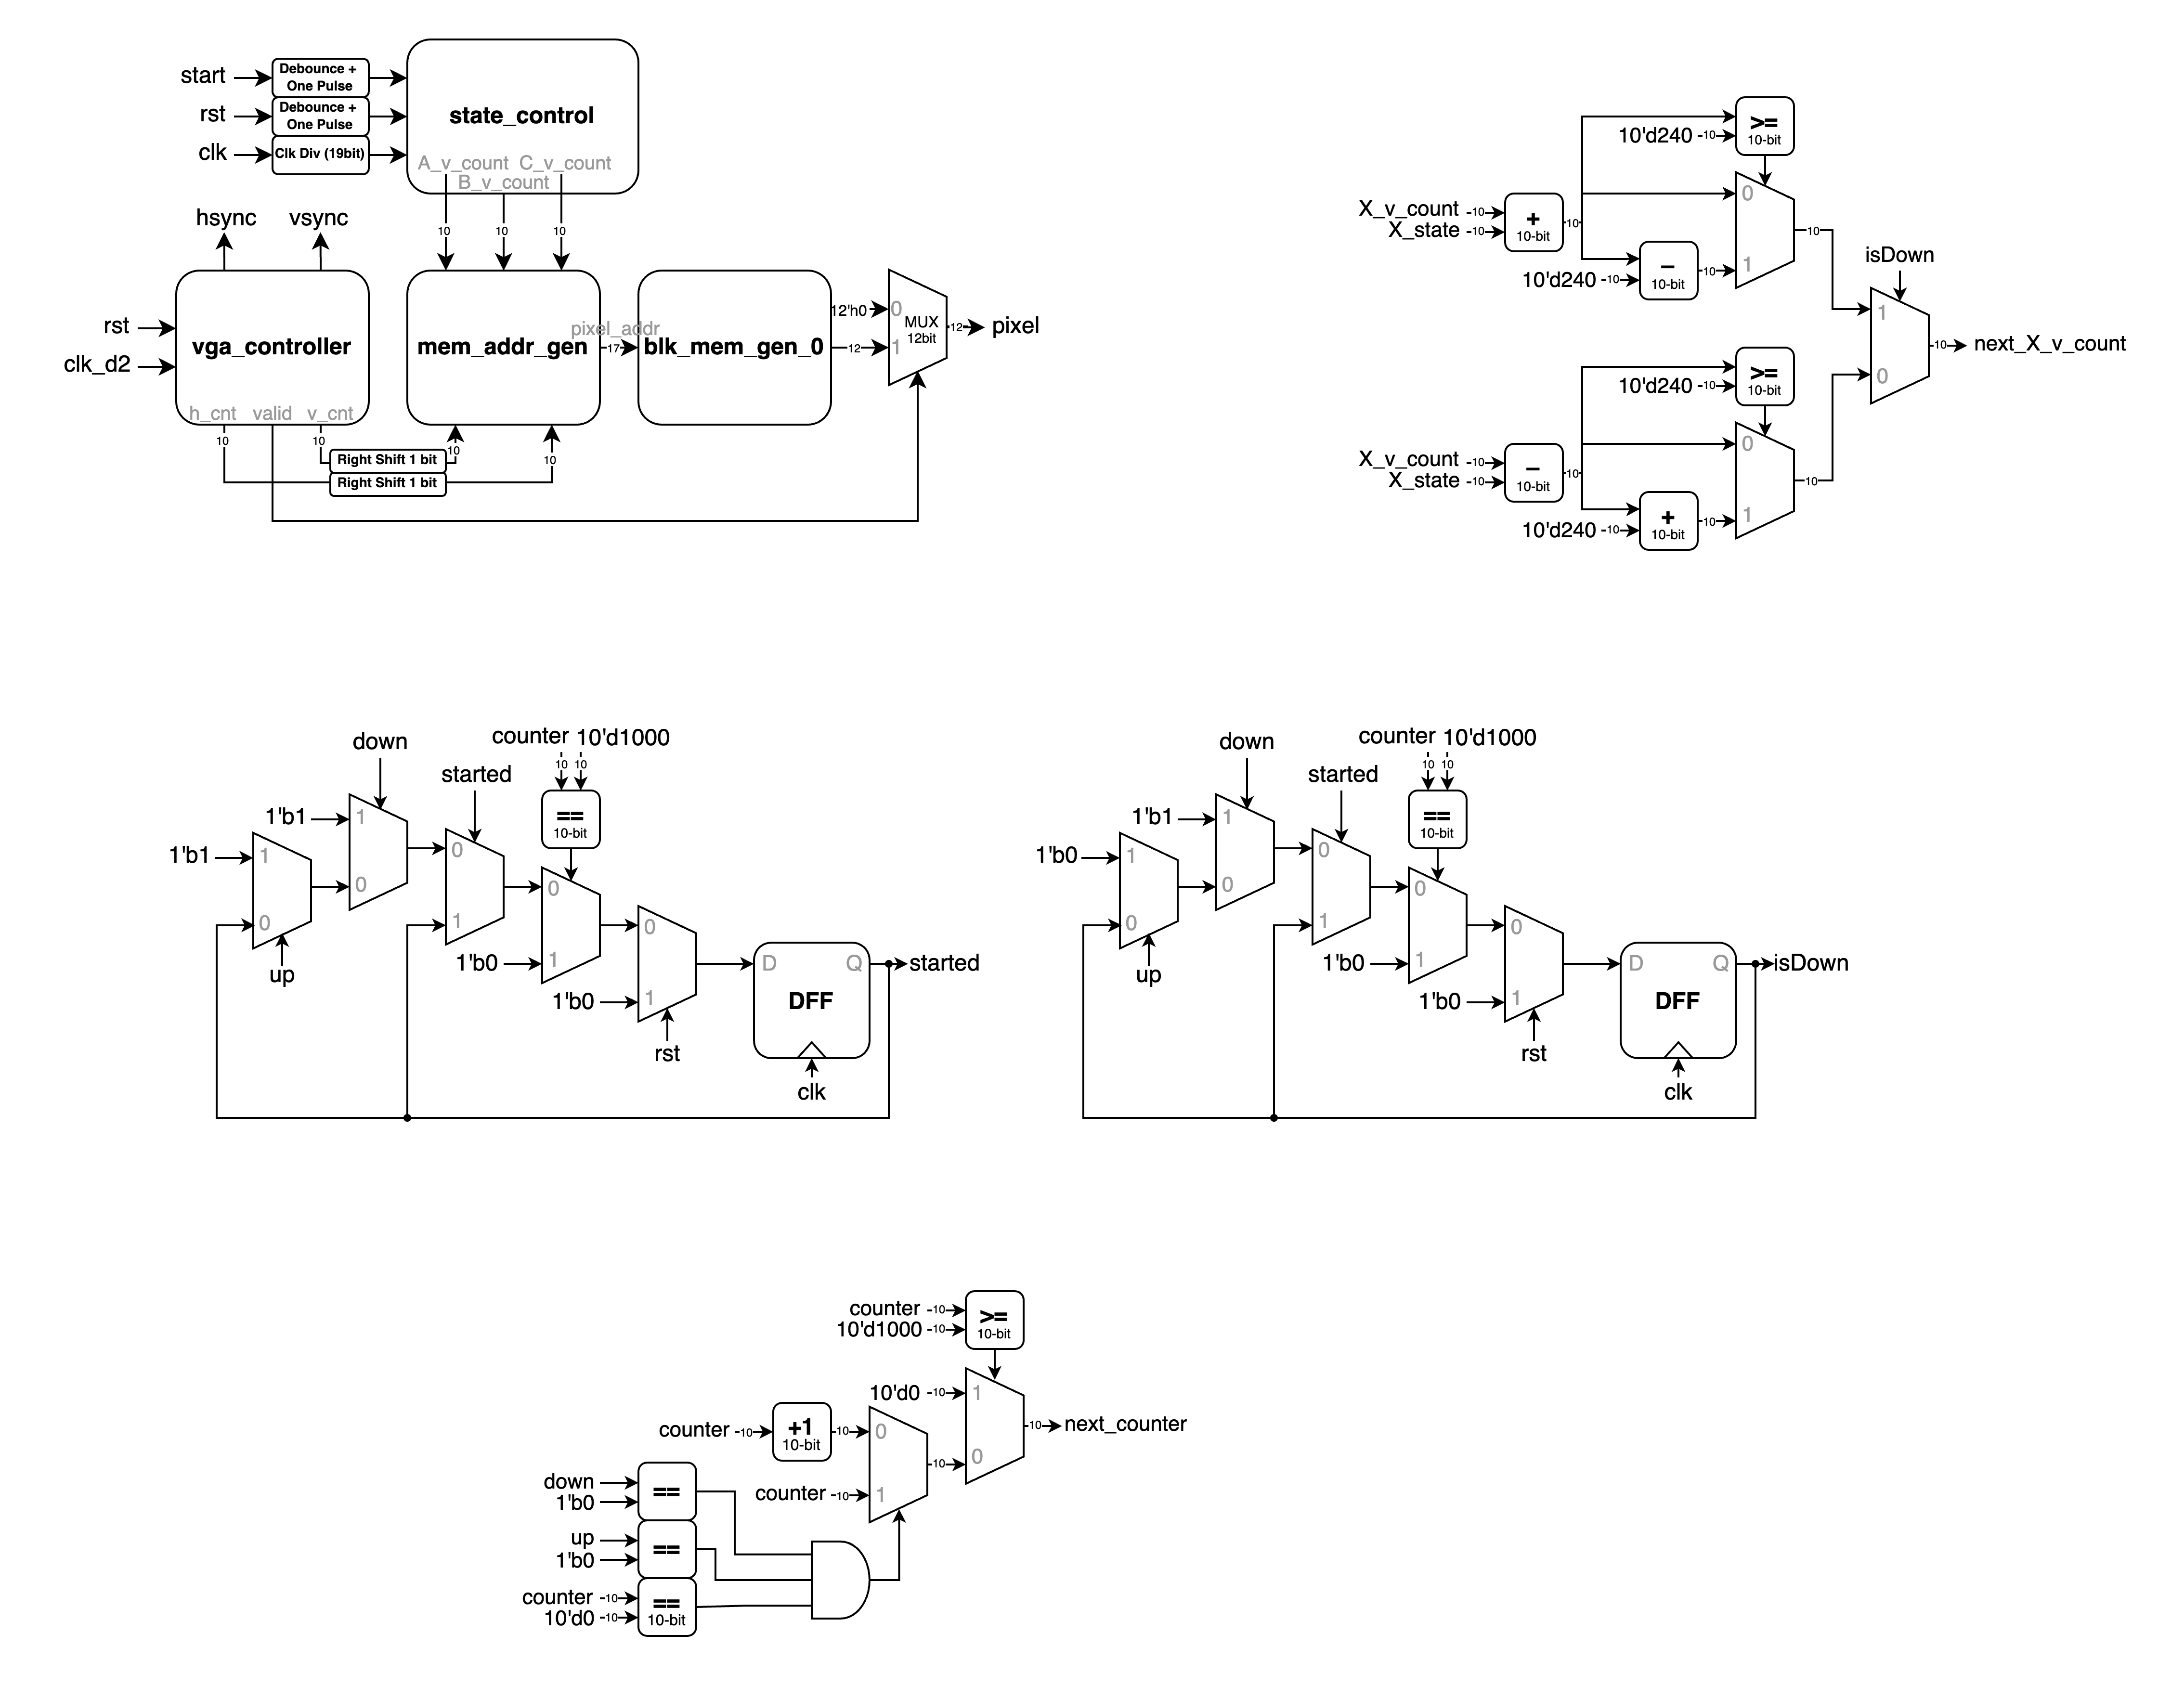 start
Debounce +
One Pulse
rst
Debounce +
One Pulse
clk
Clk Div (19bit)
state_control
A_v_count C_v_count
B_v_count
10
10
10
hsync
vsync
rst
clk_d2
vga_controller
h_cnt valid v_cnt
10
10
Right Shift 1 bit
Right Shift 1 bit
10
10
mem_addr_gen
pixel_addr
17
blk_mem_gen_0
12'h0
12
0
MUX
12bit
1
12
pixel
X_v_count
10
X_state
10
+
10-bit
10
10'd240
10
>=
10-bit
10'd240
10
−
10-bit
10
0
1
10
X_v_count
10
X_state
10
−
10-bit
10
10'd240
10
>=
10-bit
10'd240
10
+
10-bit
10
0
1
10
isDown
1
0
10
next_X_v_count
down
started
counter 10'd1000
10
10
==
10-bit
1'b1
1
0
1'b1
1
0
up
0
1
0
1'b0
1
0
1'b0
1
rst
D
Q
DFF
clk
started
down
started
counter 10'd1000
10
10
==
10-bit
1'b1
1
0
1'b0
1
0
up
0
1
0
1'b0
1
0
1'b0
1
rst
D
Q
DFF
clk
isDown
counter
10
10'd1000
10
>=
10-bit
10'd0
10
1
0
10
next_counter
counter
10
+1
10-bit
10
0
counter
10
1
10
down
1'b0
==
up
1'b0
==
counter
10
10'd0
10
==
10-bit